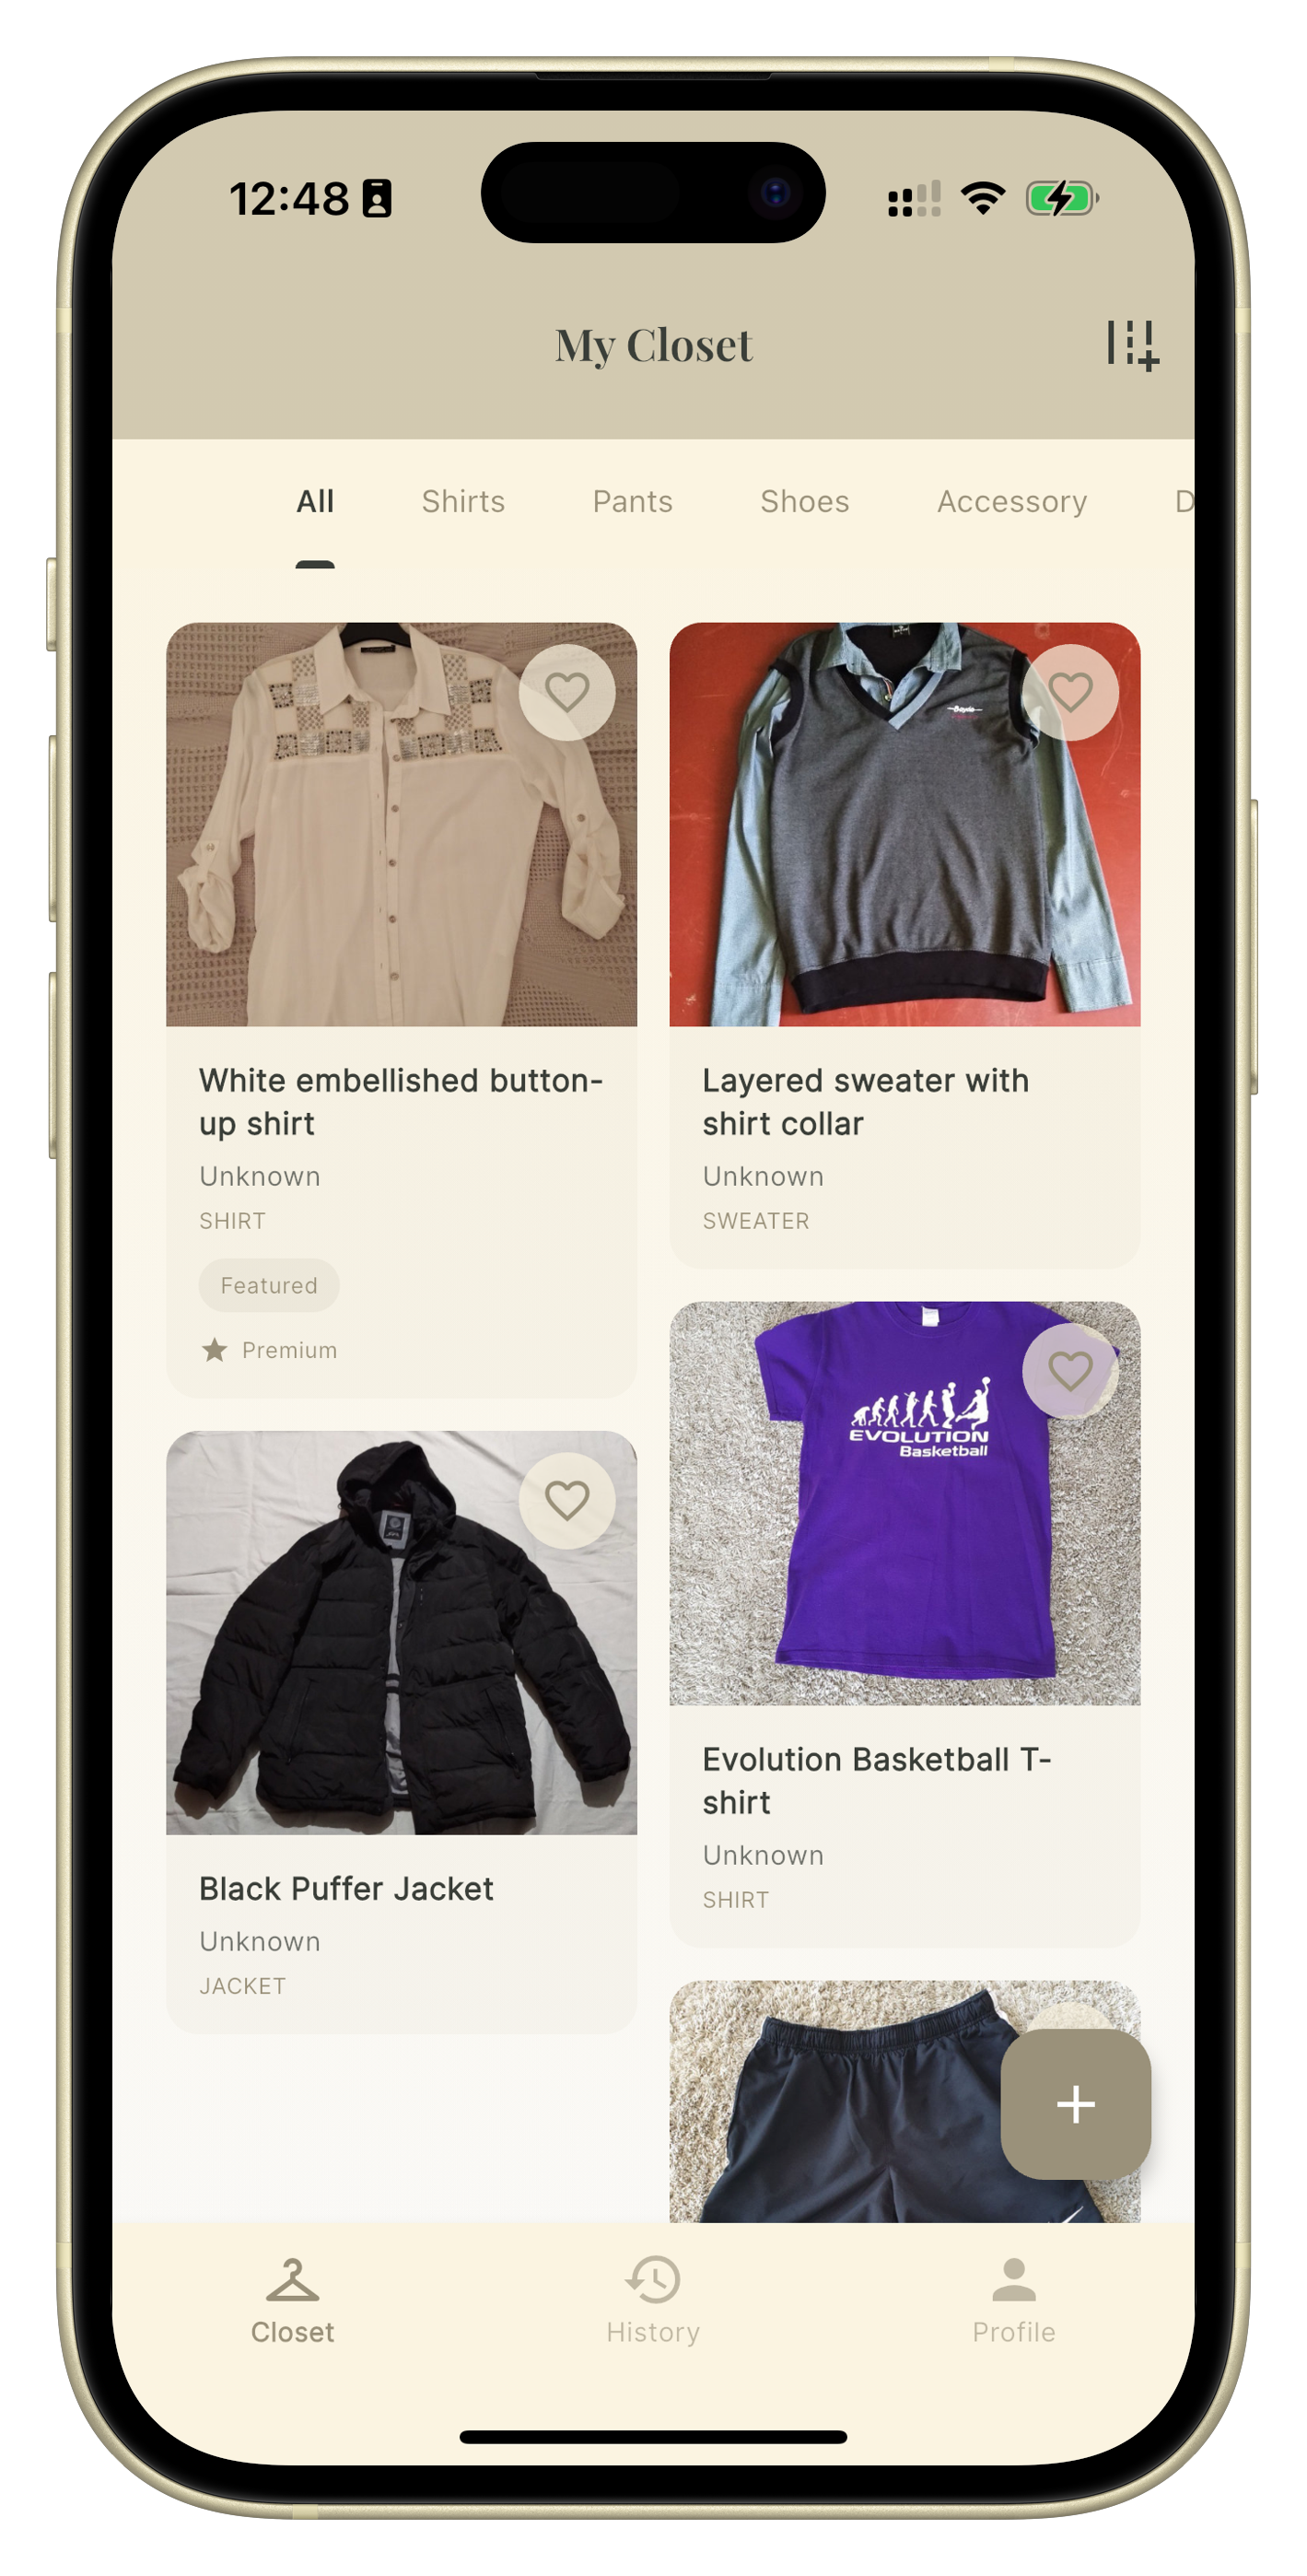 12:48
My Closet
All Shirts Pants Shoes Accessory D
White embellished button-
up shirt
Unknown
SHIRT
Featured
Premium
Layered sweater with
shirt collar
Unknown
SWEATER
EVOLUTION
Basketball
Black Puffer Jacket
Unknown
JACKET
Evolution Basketball T-
shirt
Unknown
SHIRT
Closet History Profile